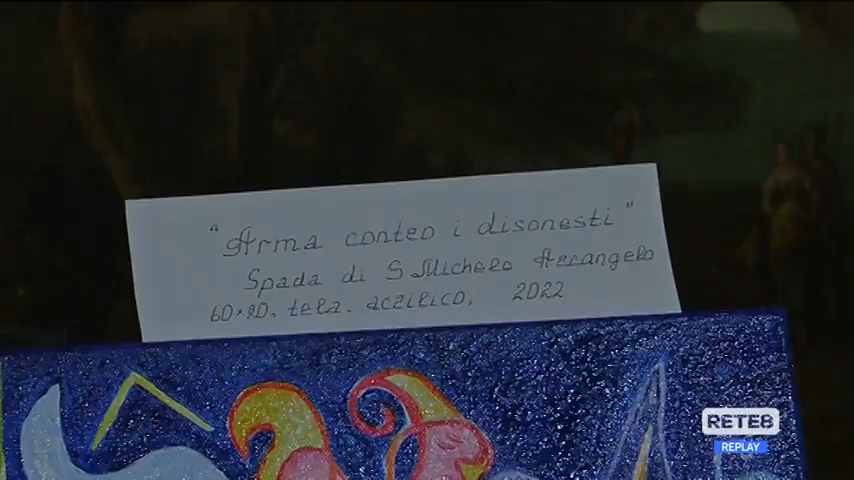 "Arma contro i disonesti"
Spada di S Michele Arcangelo
60×80. tela. acrilico, 2022
RETE8
REPLAY